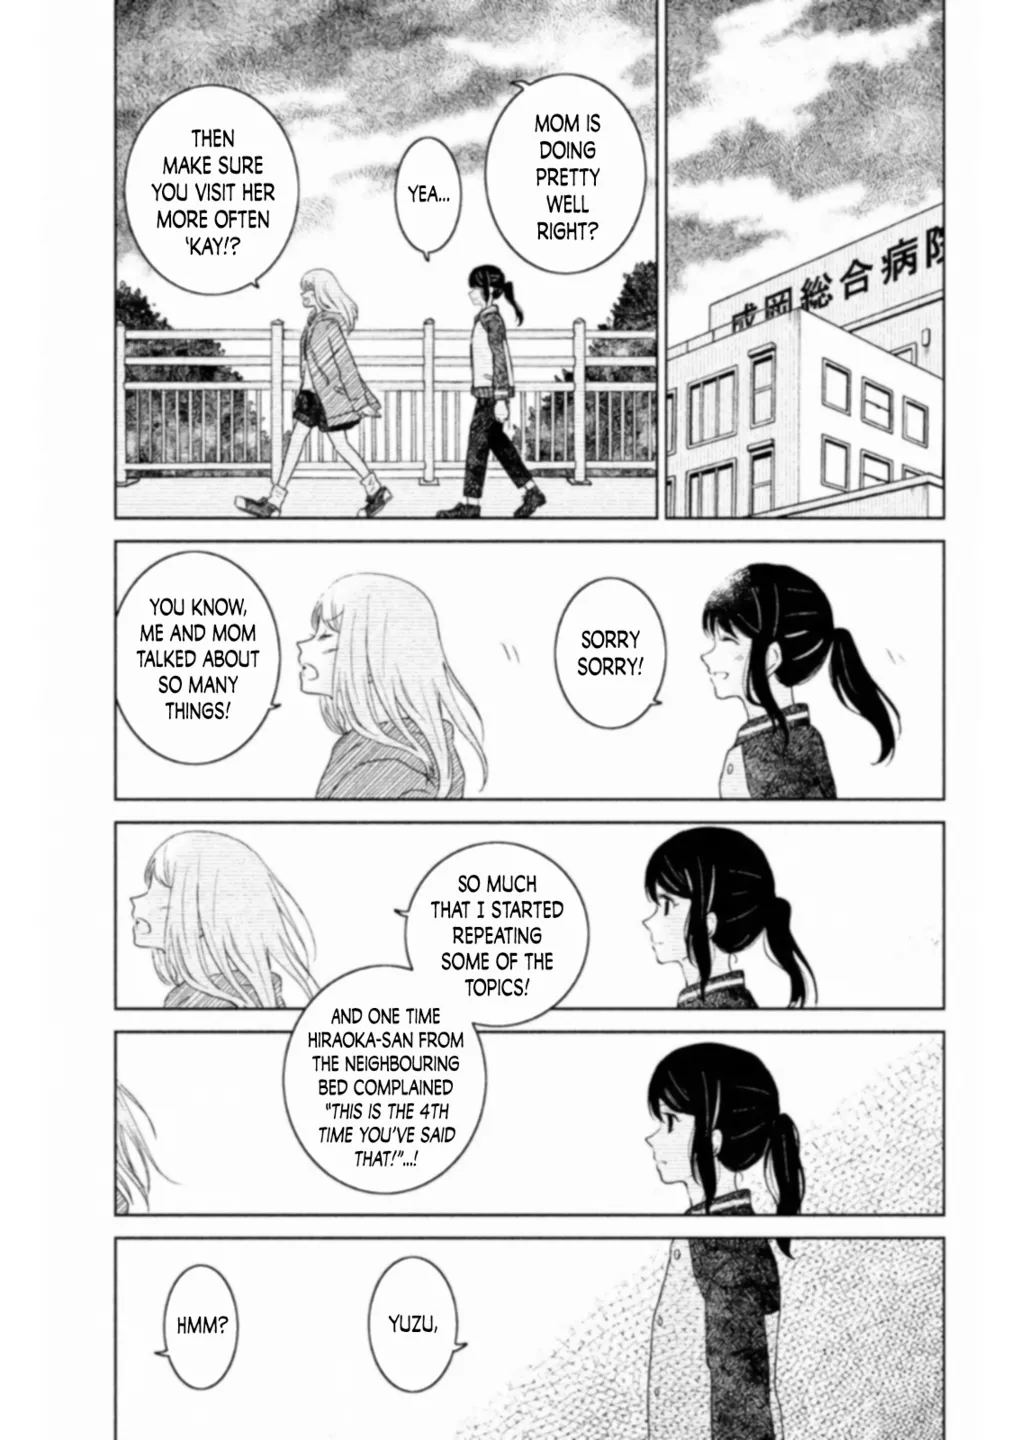 成岡総合病院
MOM IS
DOING
PRETTY
WELL
RIGHT?
YEA...
THEN
MAKE SURE
YOU VISIT HER
MORE OFTEN
'KAY!?
SORRY
SORRY!
YOU KNOW,
ME AND MOM
TALKED ABOUT
SO MANY
THINGS!
SO MUCH
THAT I STARTED
REPEATING
SOME OF THE
TOPICS!
AND ONE TIME
HIRAOKA-SAN FROM
THE NEIGHBOURING
BED COMPLAINED
"THIS IS THE 4TH
TIME YOU'VE SAID
THAT!"...!
YUZU,
HMM?